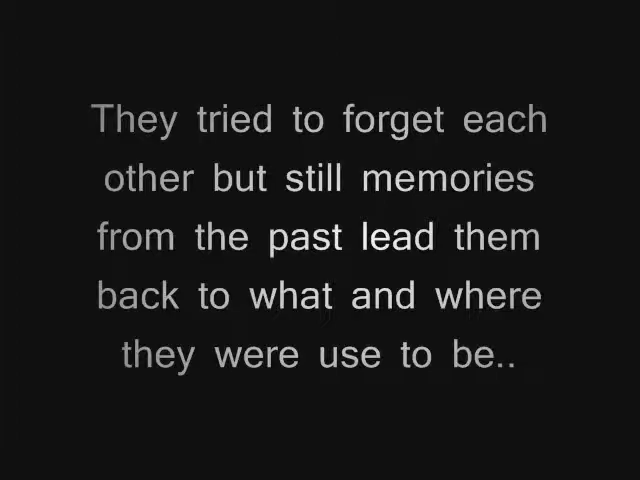 They tried to forget each
other but still memories
from the past lead them
back to what and where
they were use to be..